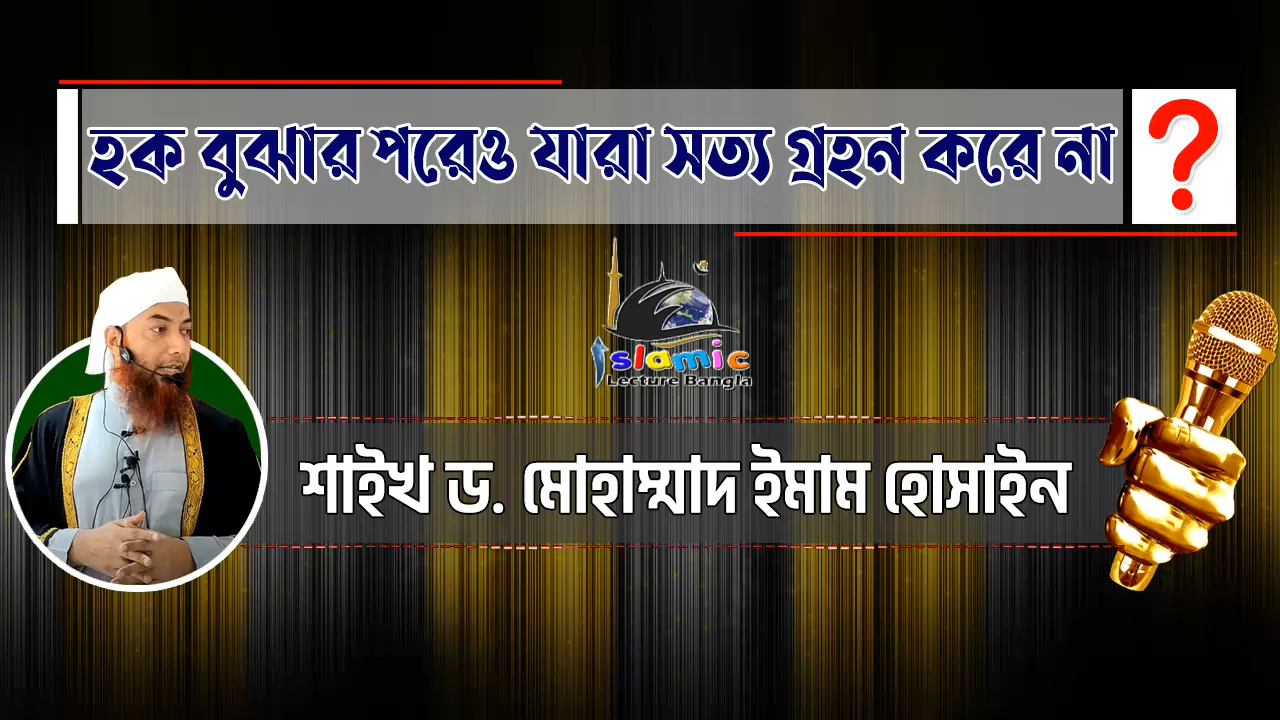 হক বুঝার পরেও যারা সত্য গ্রহন করে না ?
Islamic
Lecture Bangla
শাইখ ড. মোহাম্মাদ ইমাম হোসাইন